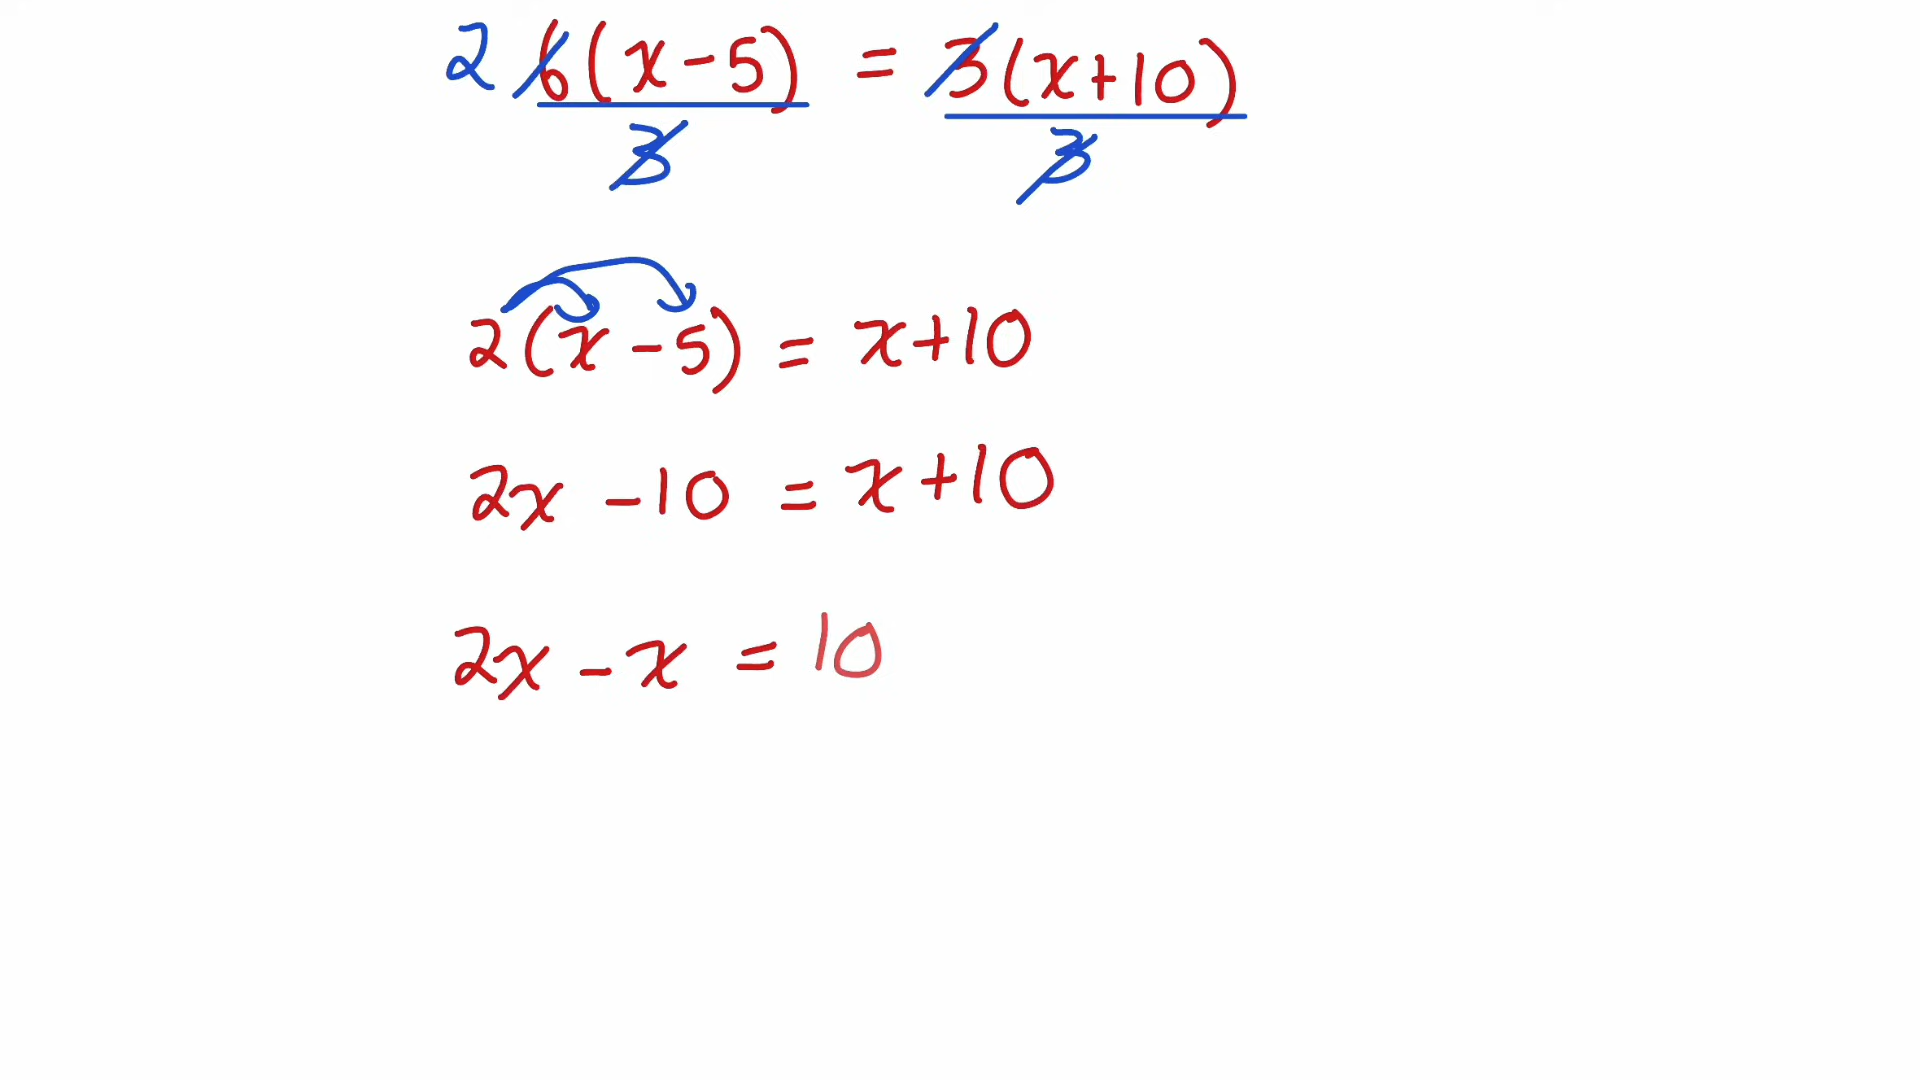 2 6(x-5) = 3(x+10)
3 3
2(x-5) = x+10
2x -10 = x+10
2x - x = 10